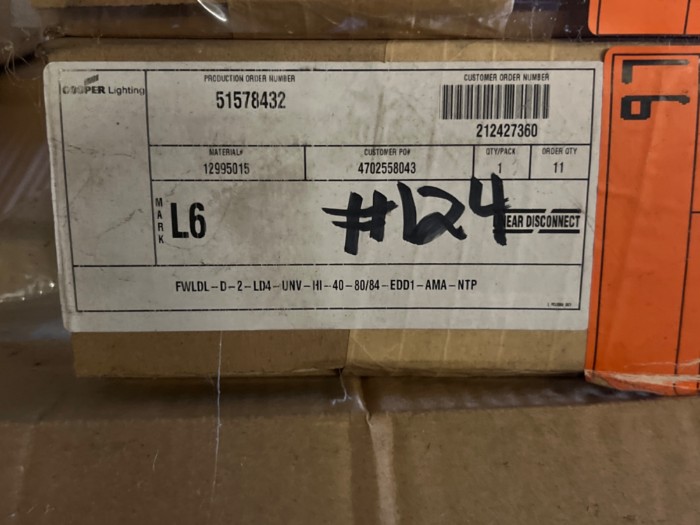 COOPER Lighting
PRODUCTION ORDER NUMBER
51578432
CUSTOMER ORDER NUMBER
212427360
MATERIAL#
12995015
CUSTOMER PO#
4702558043
QTY/PACK
1
ORDER QTY
11
MARK
L6
#124
DISCONNECT
FWLDL-D-2-LD4-UNV-HI-40-80/84-EDD1-AMA-NTP
L6